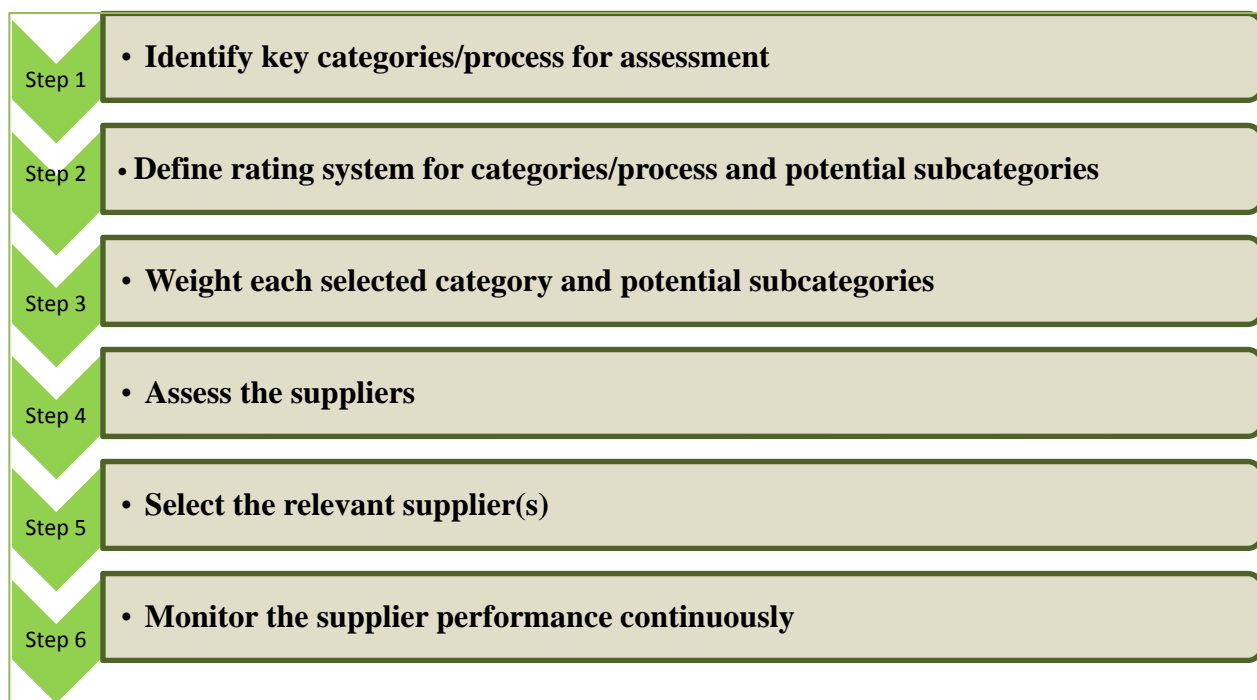 Step 1
• Identify key categories/process for assessment
Step 2
• Define rating system for categories/process and potential subcategories
Step 3
• Weight each selected category and potential subcategories
Step 4
• Assess the suppliers
Step 5
• Select the relevant supplier(s)
Step 6
• Monitor the supplier performance continuously